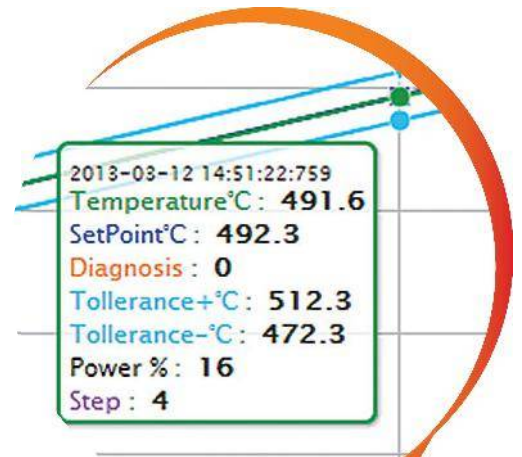 2013-03-12 14:51:22:759
Temperature°C : 491.6
SetPoint°C : 492.3
Diagnosis : 0
Tollerance+°C : 512.3
Tollerance-°C : 472.3
Power % : 16
Step : 4